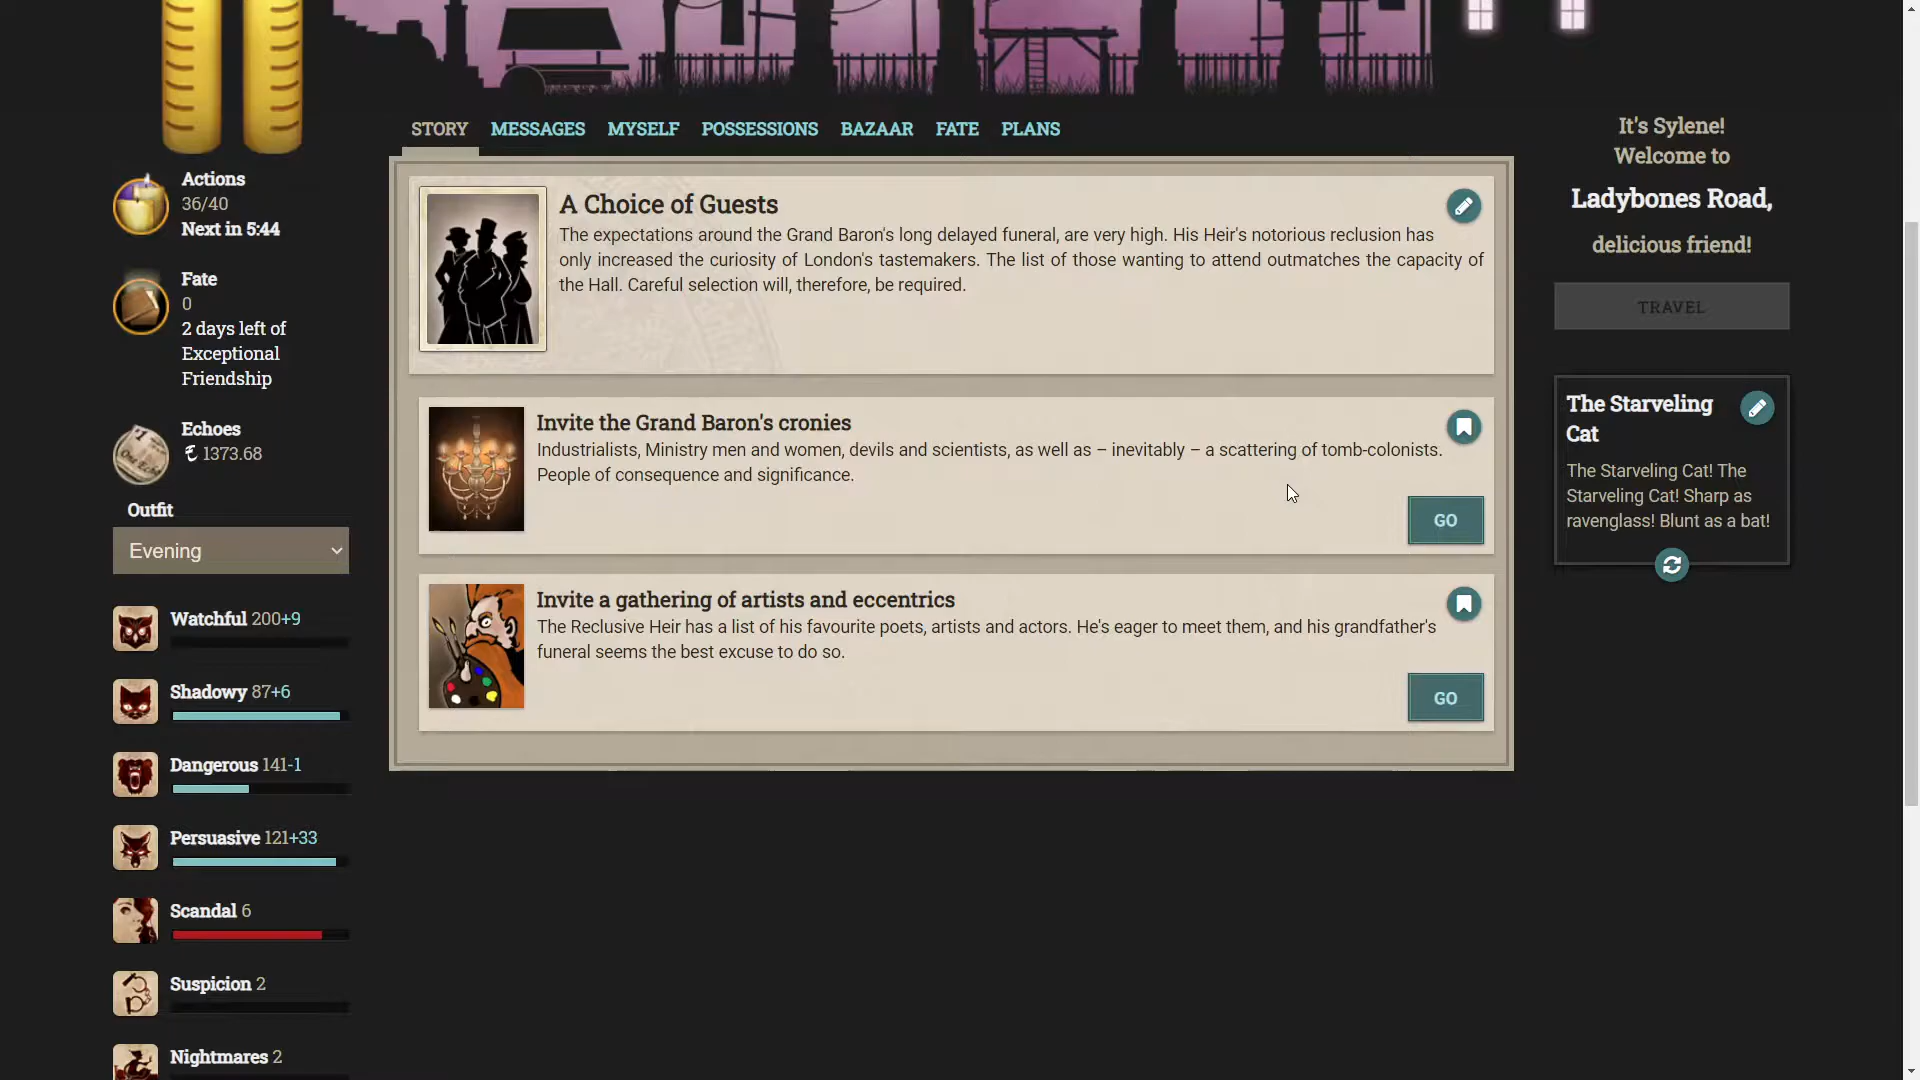 STORY MESSAGES MYSELF POSSESSIONS BAZAAR FATE PLANS
Actions
36/40
Next in 5:44
Fate
0
2 days left of
Exceptional
Friendship
Echoes
1373.68
Outfit
Evening
Watchful 200+9
Shadowy 87+6
Dangerous 141-1
Persuasive 121+33
Scandal 6
Suspicion 2
Nightmares 2
A Choice of Guests
The expectations around the Grand Baron's long delayed funeral, are very high. His Heir's notorious reclusion has
only increased the curiosity of London's tastemakers. The list of those wanting to attend outmatches the capacity of
the Hall. Careful selection will, therefore, be required.
Invite the Grand Baron's cronies
Industrialists, Ministry men and women, devils and scientists, as well as – inevitably – a scattering of tomb-colonists.
People of consequence and significance.
GO
Invite a gathering of artists and eccentrics
The Reclusive Heir has a list of his favourite poets, artists and actors. He's eager to meet them, and his grandfather's
funeral seems the best excuse to do so.
GO
It's Sylene!
Welcome to
Ladybones Road,
delicious friend!
TRAVEL
The Starveling
Cat
The Starveling Cat! The
Starveling Cat! Sharp as
ravenglass! Blunt as a bat!